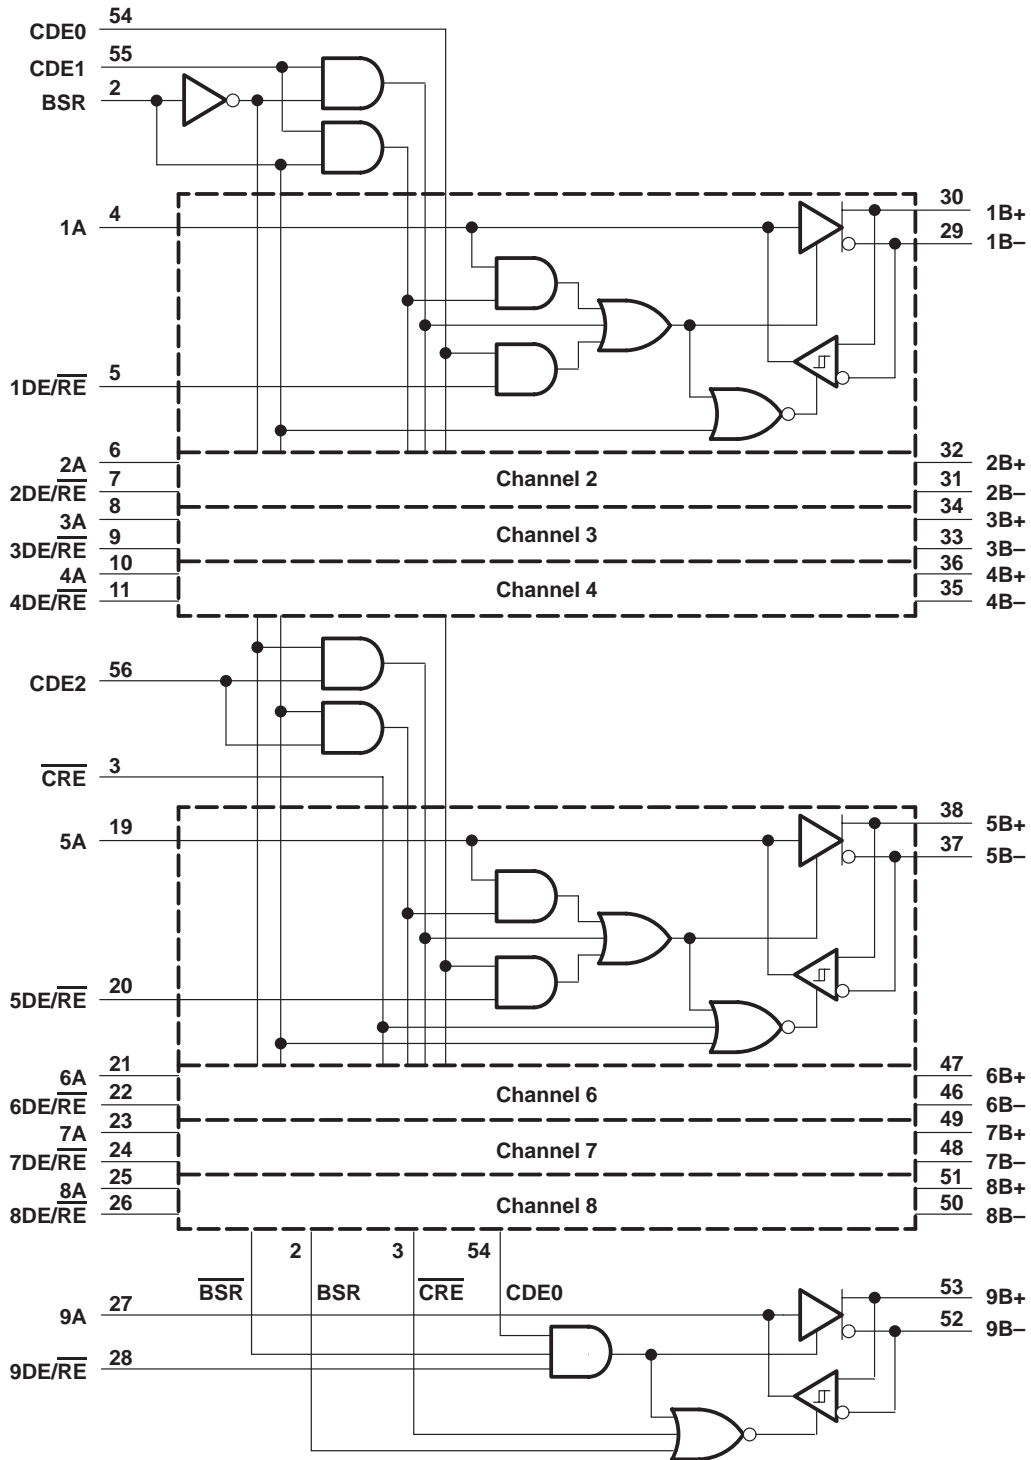 CDE0 54
CDE1 55
BSR 2
1A 4
30 1B+
29 1B–
1DE/RE 5
2A 6
2DE/RE 7
Channel 2
32 2B+
31 2B–
3A 8
3DE/RE 9
Channel 3
34 3B+
33 3B–
4A 10
4DE/RE 11
Channel 4
36 4B+
35 4B–
CDE2 56
CRE 3
5A 19
38 5B+
37 5B–
5DE/RE 20
6A 21
6DE/RE 22
Channel 6
47 6B+
46 6B–
7A 23
7DE/RE 24
Channel 7
49 7B+
48 7B–
8A 25
8DE/RE 26
Channel 8
51 8B+
50 8B–
2 3 54
BSR BSR CRE CDE0
9A 27
53 9B+
52 9B–
9DE/RE 28